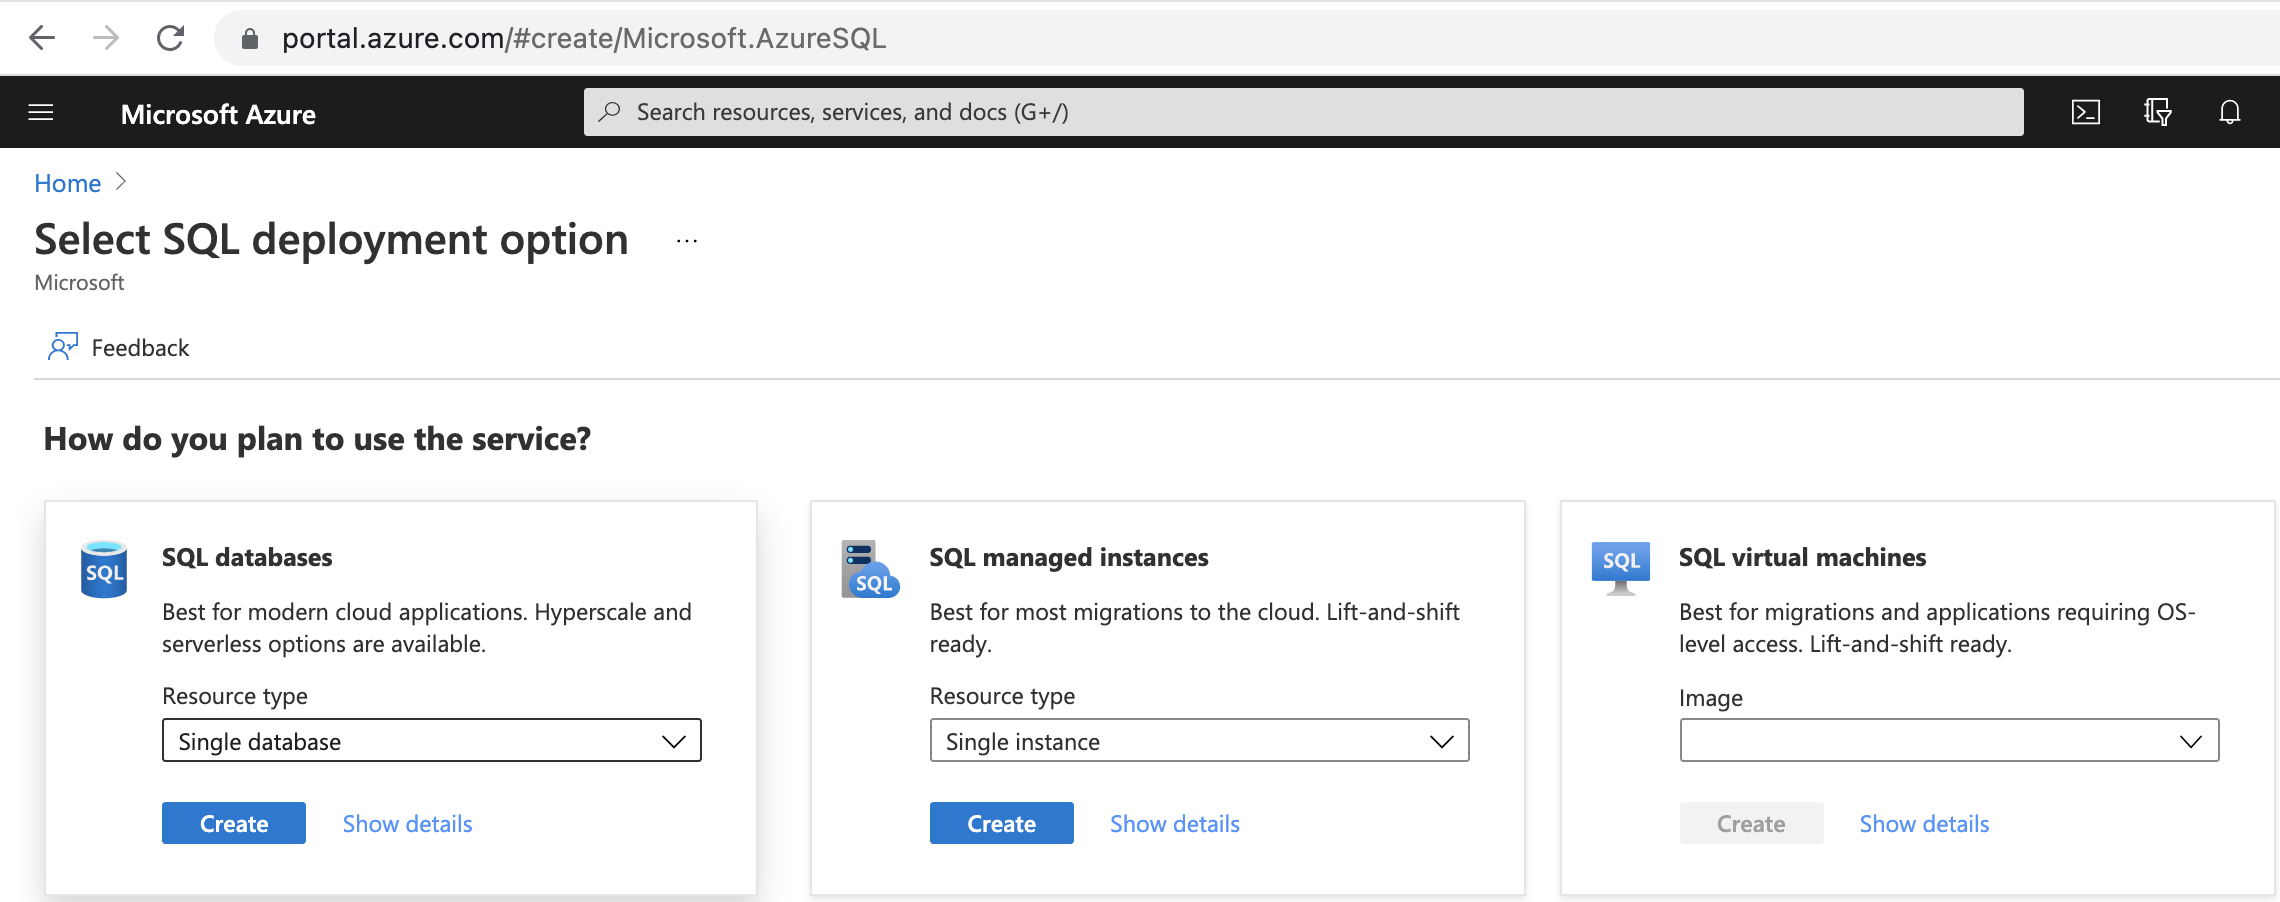 portal.azure.com/#create/Microsoft.AzureSQL
Microsoft Azure
Search resources, services, and docs (G+/)
Home
Select SQL deployment option
...
Microsoft
Feedback
How do you plan to use the service?
SQL
SQL databases
Best for modern cloud applications. Hyperscale and
serverless options are available.
Resource type
Single database
Create
Show details
SQL
SQL managed instances
Best for most migrations to the cloud. Lift-and-shift
ready.
Resource type
Single instance
Create
Show details
SQL
SQL virtual machines
Best for migrations and applications requiring OS-
level access. Lift-and-shift ready.
Image
Create
Show details